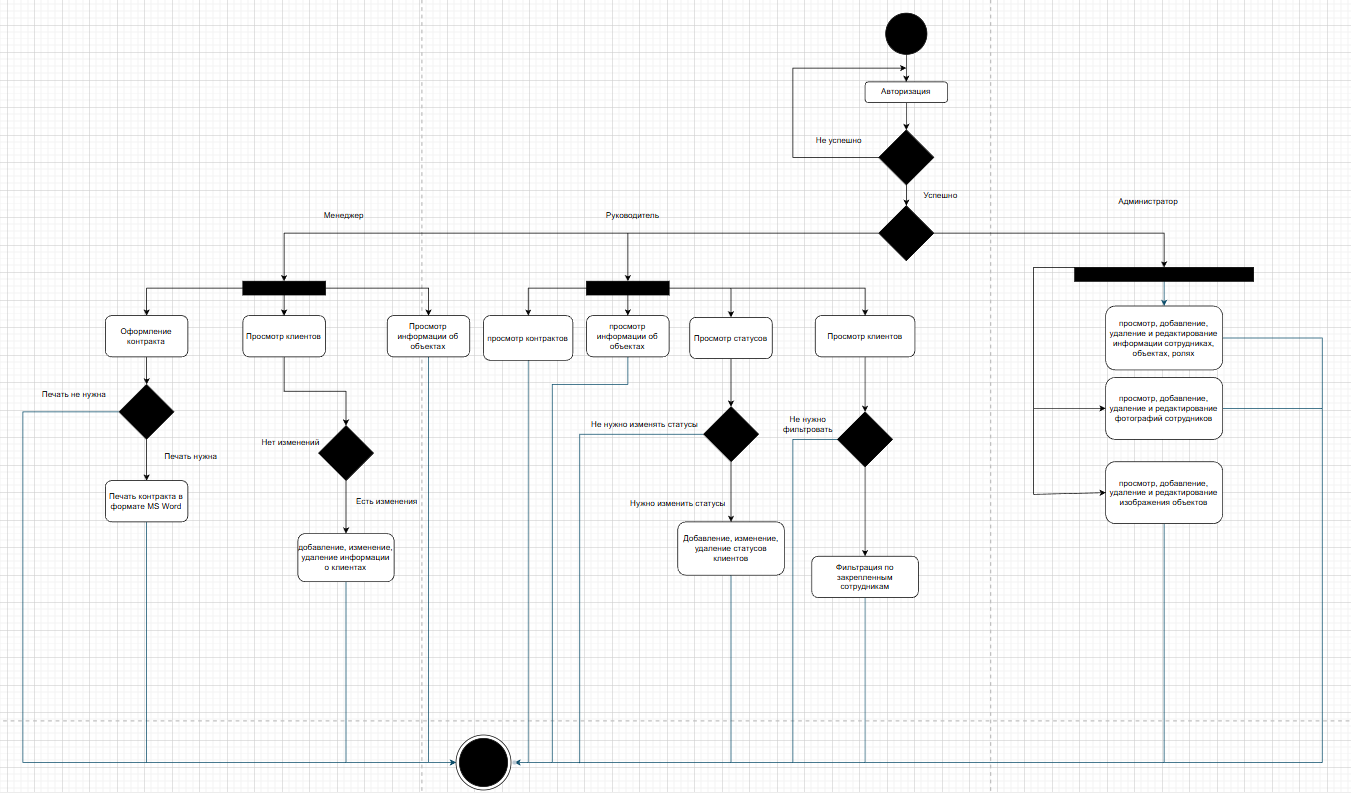 Авторизация
Не успешно
Успешно
Администратор
Менеджер
Руководитель
Оформление
контракта
Просмотр клиентов
Просмотр
информации об
объектах
просмотр контрактов
просмотр
информации об
объектах
Просмотр статусов
Просмотр клиентов
просмотр, добавление,
удаление и редактирование
информации сотрудниках,
объектах, ролях
Печать не нужна
Печать нужна
Печать контракта в
формате MS Word
Нет изменений
Есть изменения
добавление, изменение,
удаление информации
о клиентах
Не нужно изменять статусы
Нужно изменить статусы
Добавление, изменение,
удаление статусов
клиентов
Не нужно
фильтровать
Фильтрация по
закрепленным
сотрудникам
просмотр, добавление,
удаление и редактирование
фотографий сотрудников
просмотр, добавление,
удаление и редактирование
изображения объектов